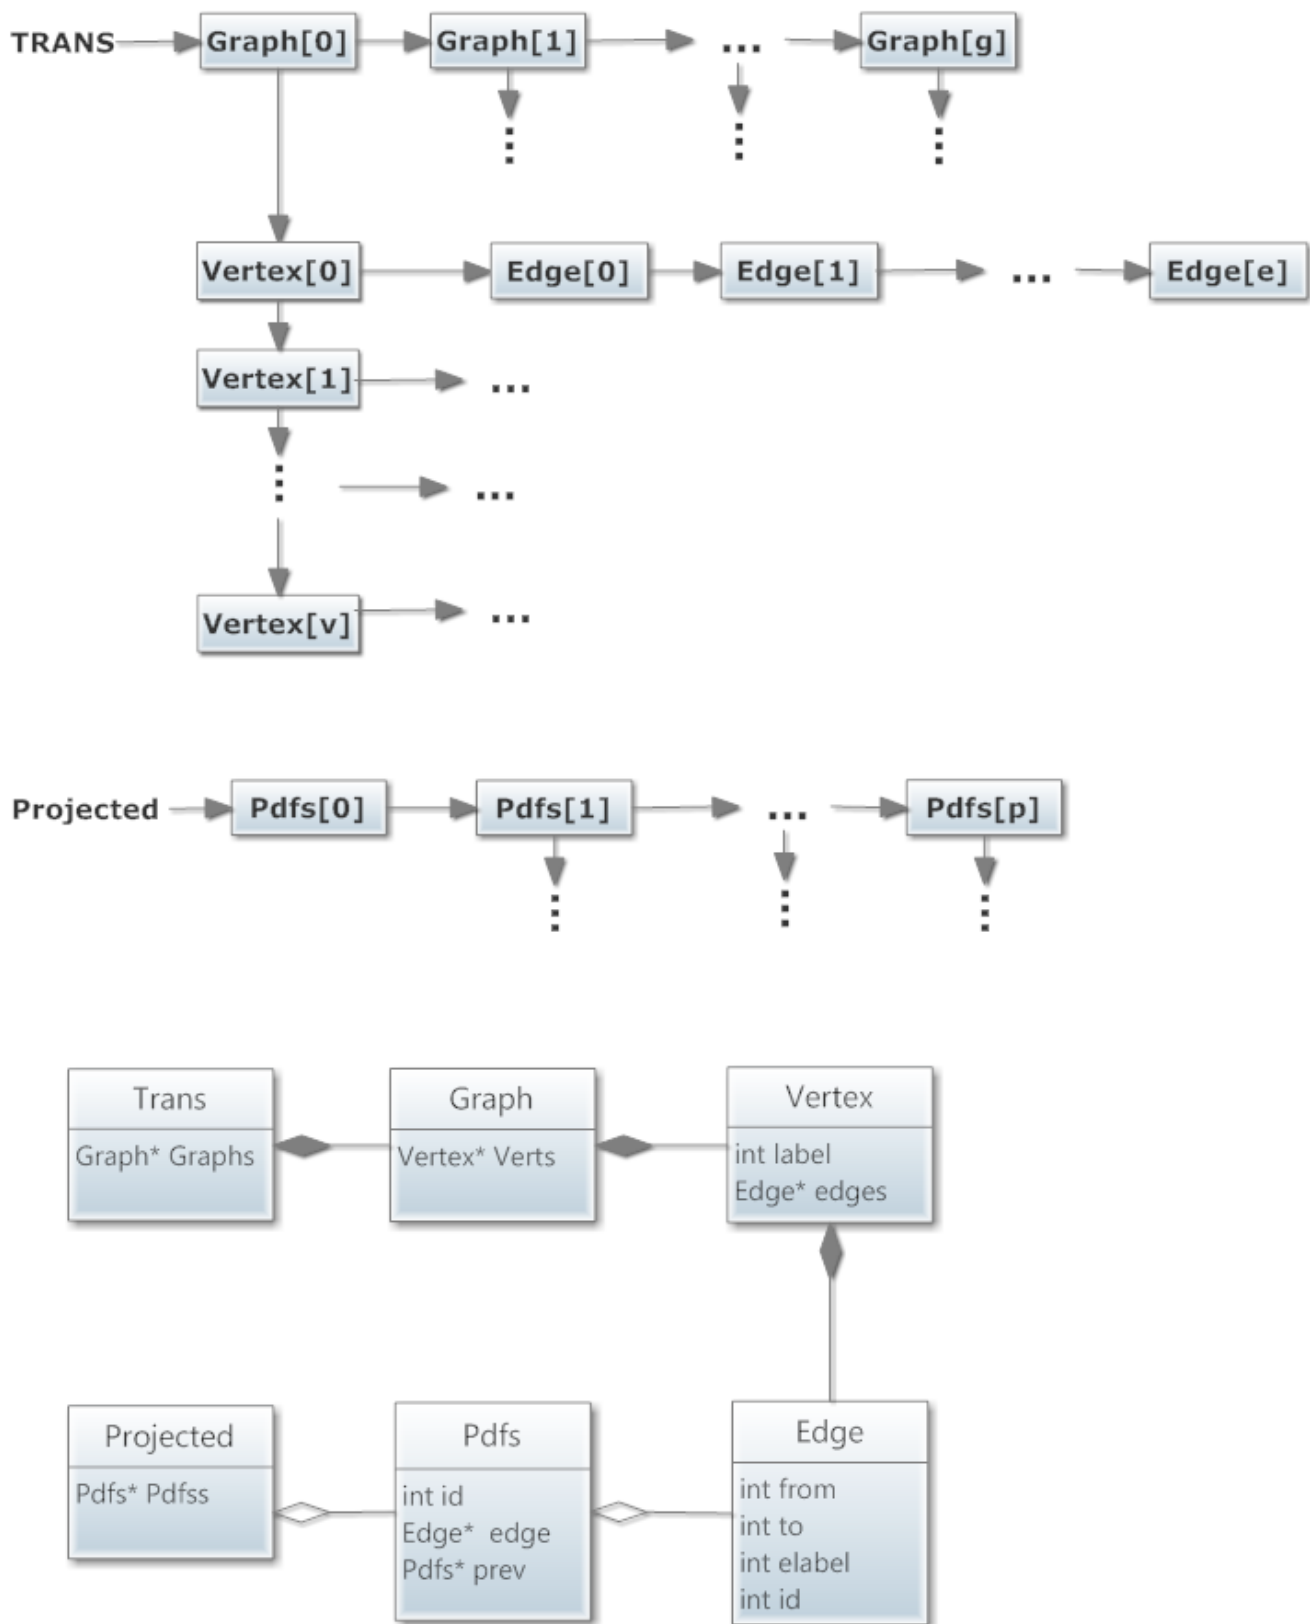 TRANS Graph[0] Graph[1] ... Graph[g]
⋮ ⋮ ⋮
Vertex[0] Edge[0] Edge[1] ... Edge[e]
Vertex[1] ...
⋮ ...
Vertex[v] ...
Projected Pdfs[0] Pdfs[1] ... Pdfs[p]
⋮ ⋮ ⋮
Trans
Graph* Graphs
Graph
Vertex* Verts
Vertex
int label
Edge* edges
Projected
Pdfs* Pdfss
Pdfs
int id
Edge* edge
Pdfs* prev
Edge
int from
int to
int elabel
int id